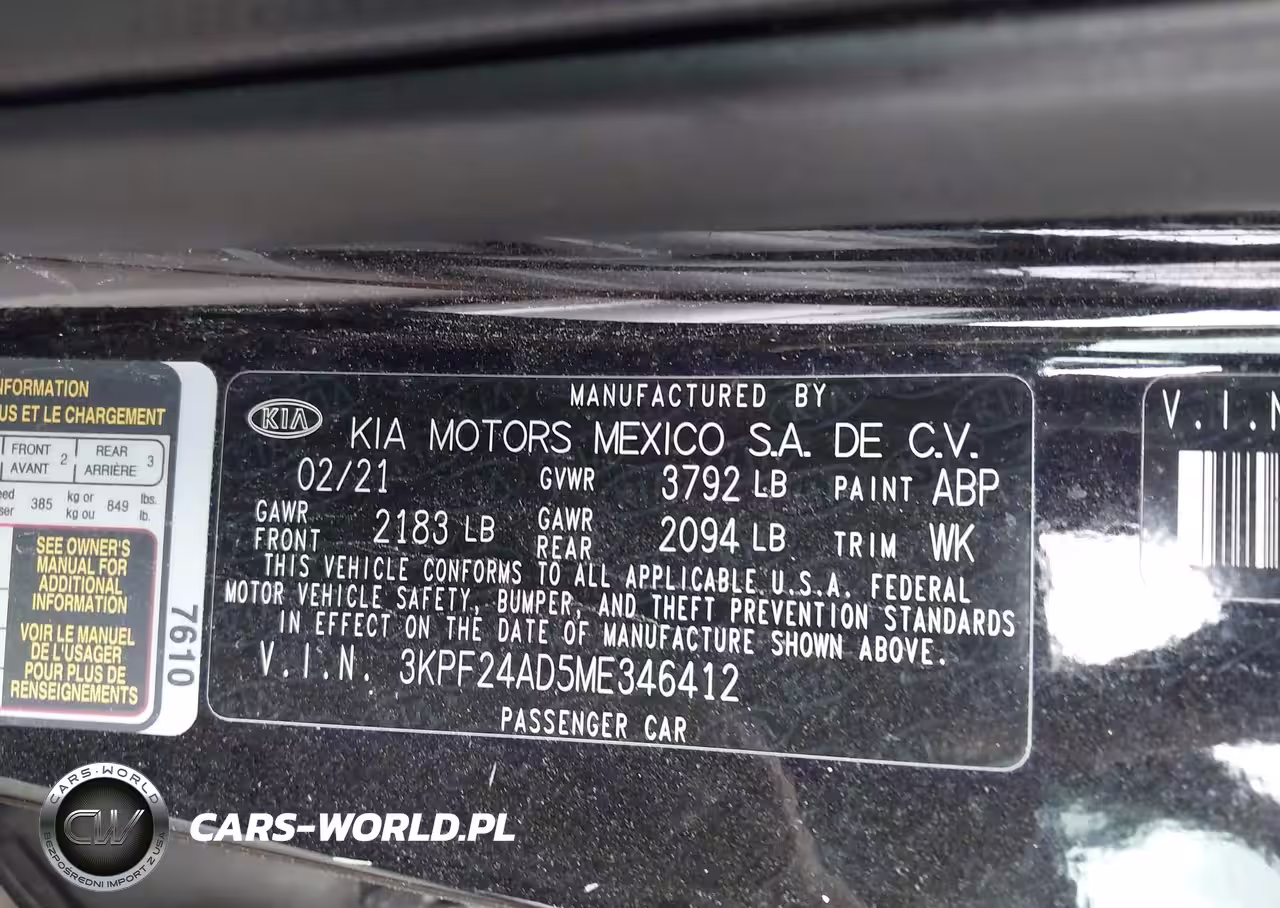 NFORMATION
US ET LE CHARGEMENT
FRONT AVANT 2 REAR ARRIÈRE 3
385 kg or kg ou 849 lbs. lb.
SEE OWNER'S
MANUAL FOR
ADDITIONAL
INFORMATION
VOIR LE MANUEL
DE L'USAGER
POUR PLUS DE
RENSEIGNEMENTS
7610
MANUFACTURED BY
KIA KIA MOTORS MEXICO S.A. DE C.V.
02/21 GVWR 3792 LB PAINT ABP
GAWR FRONT 2183 LB GAWR REAR 2094 LB TRIM WK
THIS VEHICLE CONFORMS TO ALL APPLICABLE U.S.A. FEDERAL
MOTOR VEHICLE SAFETY, BUMPER, AND THEFT PREVENTION STANDARDS
IN EFFECT ON THE DATE OF MANUFACTURE SHOWN ABOVE.
V.I.N. 3KPF24AD5ME346412
PASSENGER CAR
V.I.N
CARS-WORLD
CW
BEZPOŚREDNI IMPORT Z USA
CARS-WORLD.PL